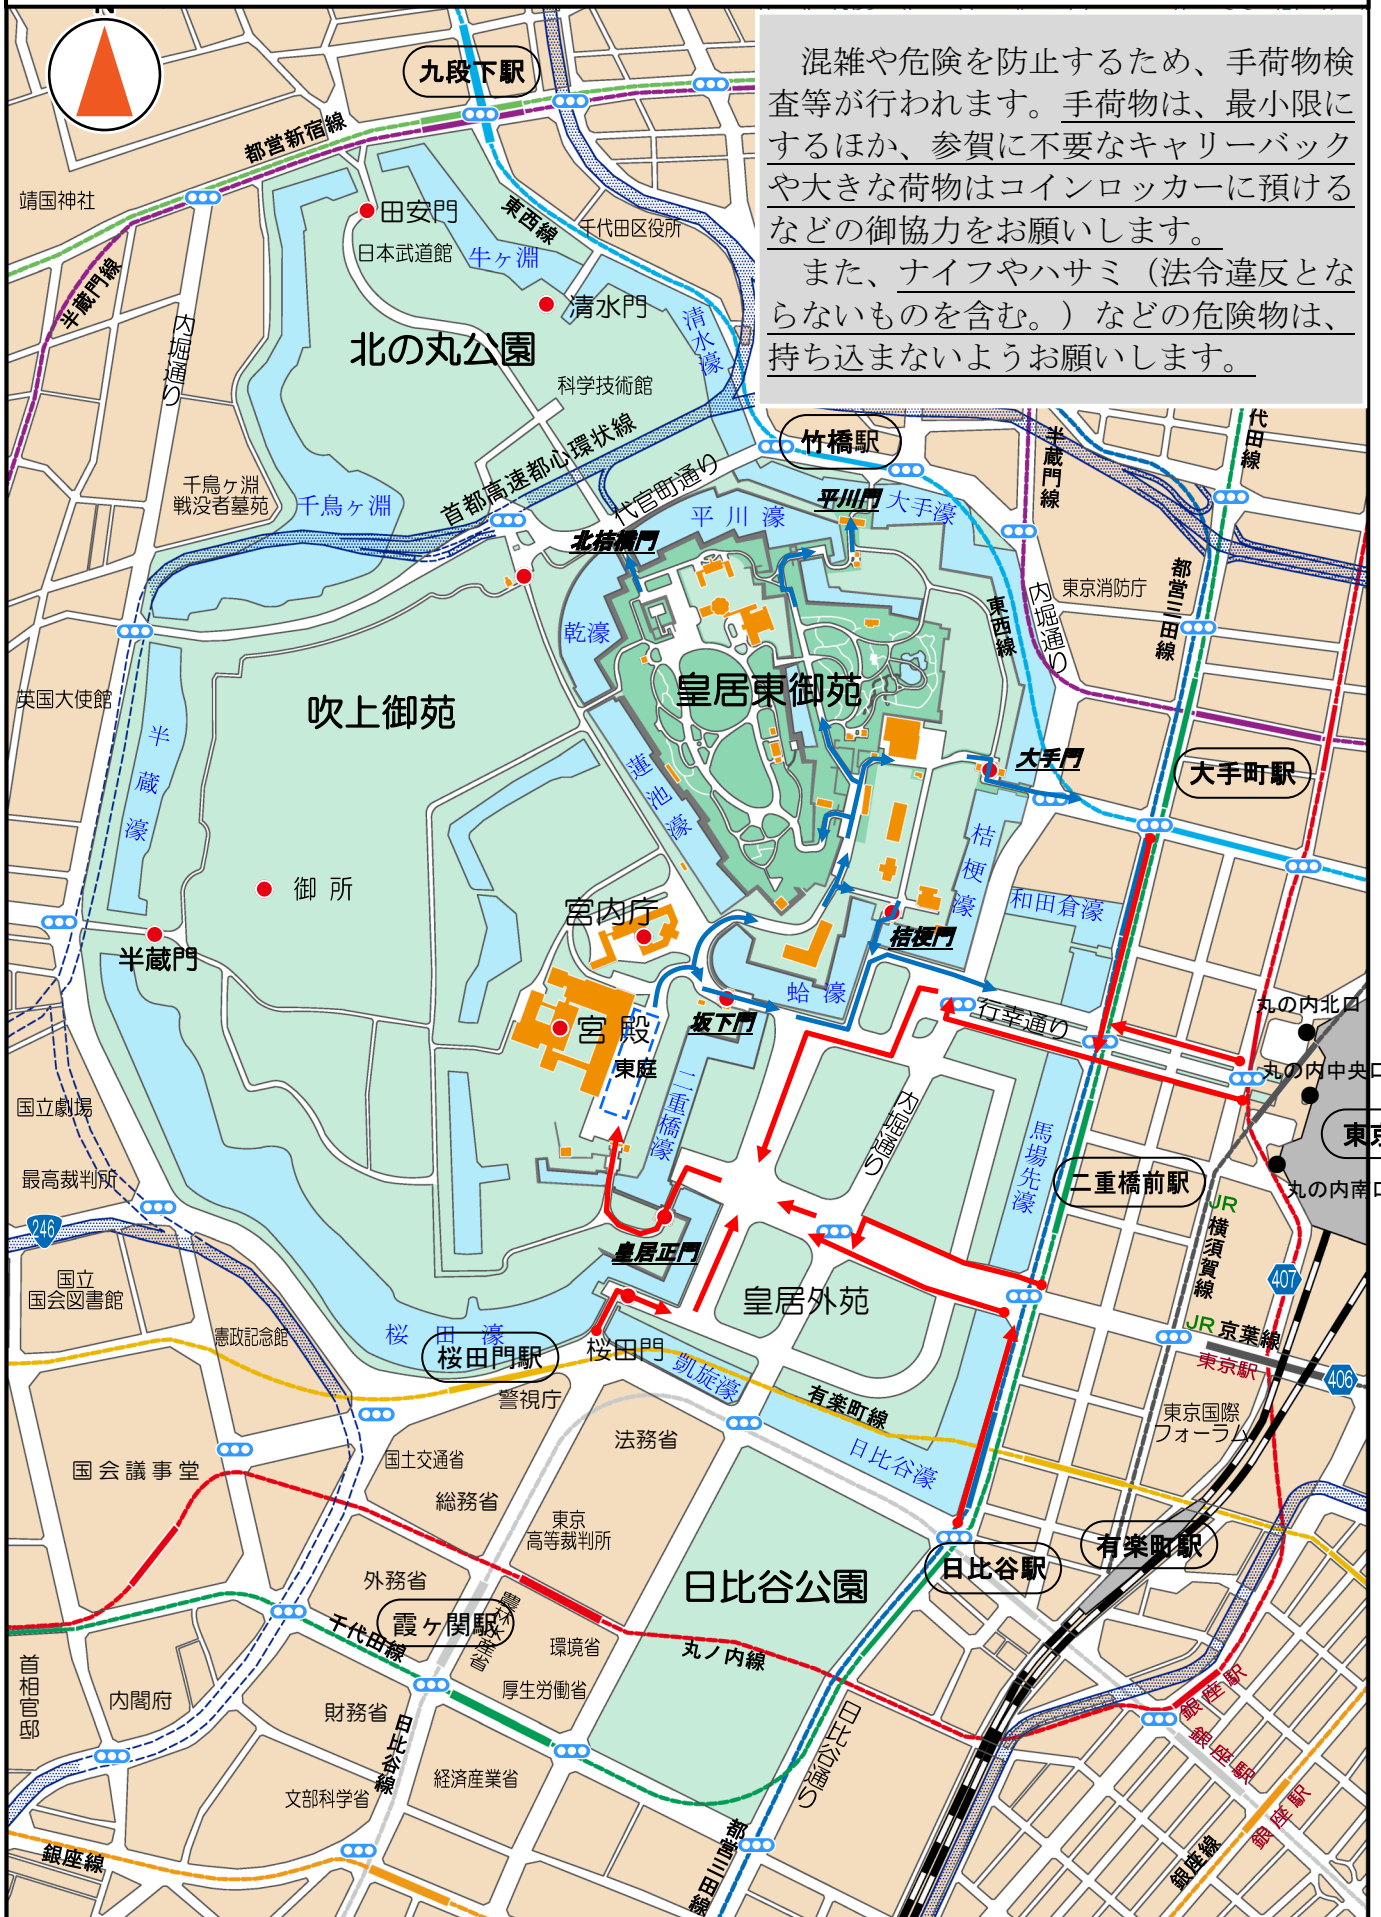 混雑や危険を防止するため、手荷物検
査等が行われます。手荷物は、最小限に
するほか、参賀に不要なキャリーバック
や大きな荷物はコインロッカーに預ける
などの御協力をお願いします。
また、ナイフやハサミ（法令違反とな
らないものを含む。）などの危険物は、
持ち込まないようお願いします。
九段下駅
都営新宿線
靖国神社
田安門
日本武道館
牛ヶ淵
東西線
千代田区役所
半蔵門線
内堀通り
清水門
清水濠
北の丸公園
科学技術館
首都高速都心環状線
代官町通り
竹橋駅
半蔵門線
代田線
千鳥ヶ淵
戦没者墓苑
千鳥ヶ淵
北桔橋門
平川濠
平川門
大手濠
東京消防庁
都営三田線
内堀通り
東西線
乾濠
英国大使館
半蔵濠
吹上御苑
皇居東御苑
蓮池濠
大手門
大手町駅
桔梗濠
和田倉濠
御所
宮内庁
桔梗門
半蔵門
蛤濠
坂下門
宮殿
東庭
行幸通り
丸の内北口
丸の内中央口
東京
丸の内南口
二重橋濠
内堀通り
馬場先濠
二重橋前駅
国立劇場
最高裁判所
246
皇居正門
JR
横須賀線
407
国立
国会図書館
憲政記念館
皇居外苑
桜田濠
桜田門駅
桜田門
凱旋濠
JR京葉線
東京駅
406
警視庁
有楽町線
東京国際
フォーラム
法務省
日比谷濠
国会議事堂
国土交通省
総務省
東京
高等裁判所
有楽町駅
日比谷駅
外務省
日比谷公園
霞ヶ関駅
農林水産省
千代田線
環境省
丸ノ内線
首相官邸
内閣府
厚生労働省
財務省
日比谷線
日比谷通り
銀座駅
銀座駅
銀座駅
経済産業省
文部科学省
都営三田線
銀座線
銀座線